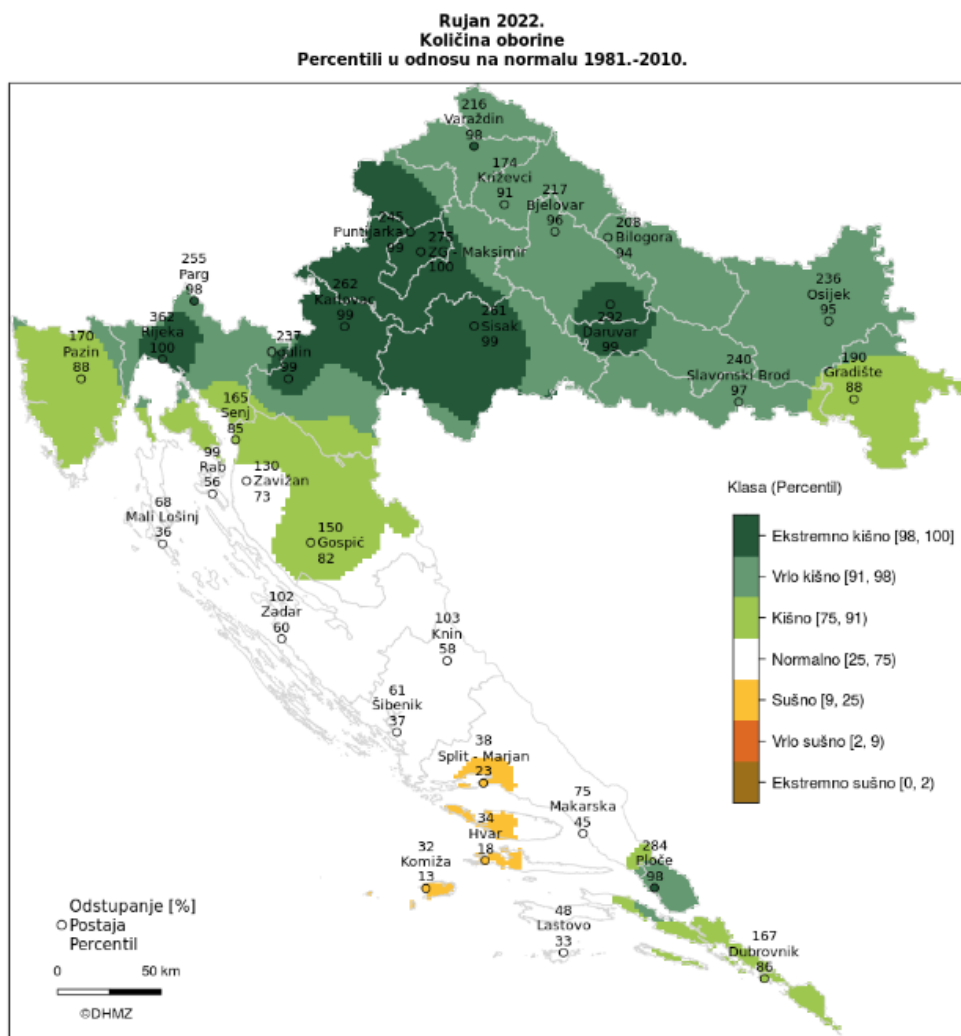 Rujan 2022.
Količina oborine
Percentili u odnosu na normalu 1981.-2010.
216
Varaždin
98
174
Križevci
91
217
Bjelovar
96
245
Puntijarka
99
275
ZG - Maksimir
100
208
Bilogora
94
255
Parg
98
262
Karlovac
99
236
Osijek
95
362
Rijeka
100
261
Sisak
99
292
Daruvar
99
170
Pazin
88
237
Ogulin
99
240
Slavonski Brod
97
190
Gradište
88
165
Senj
85
99
Rab
56
130
Zavižan
73
68
Mali Lošinj
36
150
Gospić
82
102
Zadar
60
103
Knin
58
61
Šibenik
37
38
Split - Marjan
23
75
Makarska
45
34
Hvar
18
32
Komiža
13
284
Ploče
98
48
Lastovo
33
167
Dubrovnik
86
Klasa (Percentil)
Ekstremno kišno [98, 100]
Vrlo kišno [91, 98)
Kišno [75, 91)
Normalno [25, 75)
Sušno [9, 25)
Vrlo sušno [2, 9)
Ekstremno sušno [0, 2)
Odstupanje [%]
Postaja
Percentil
0 50 km
©DHMZ